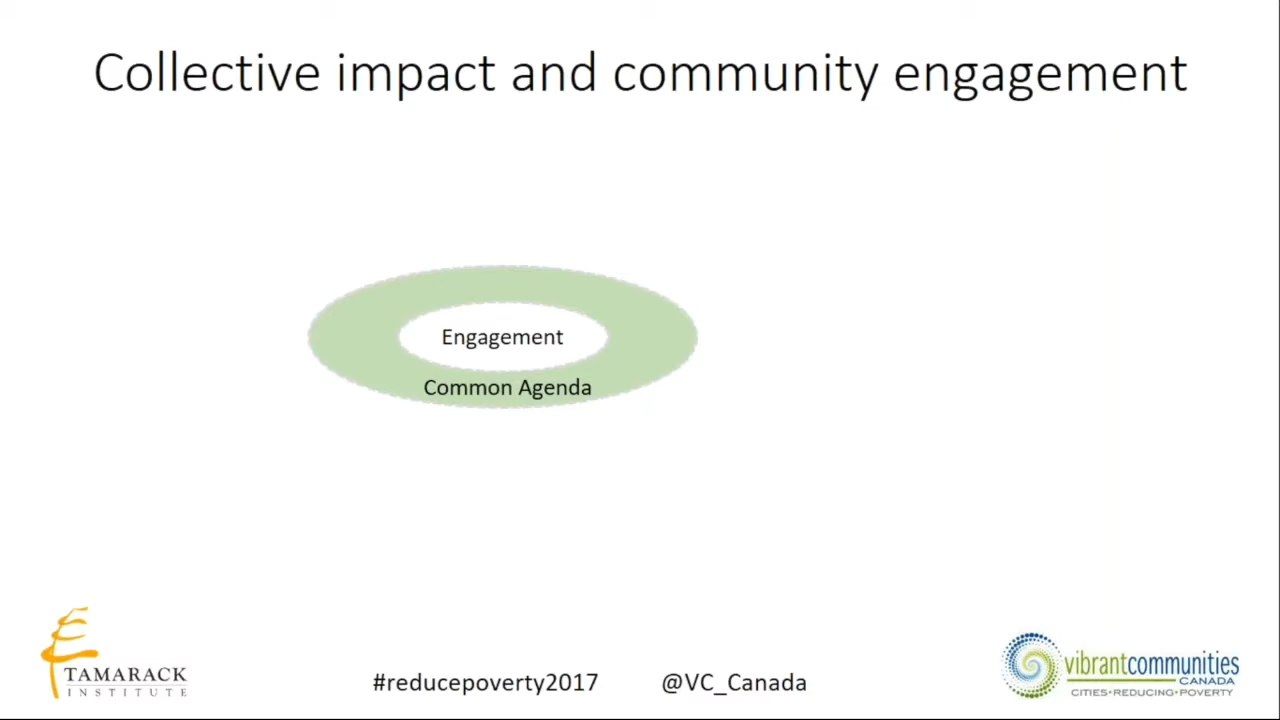 Collective impact and community engagement
Engagement
Common Agenda
TAMARACK
INSTITUTE
#reducepoverty2017
@VC_Canada
vibrantcommunities
CANADA
CITIES•REDUCING•POVERTY